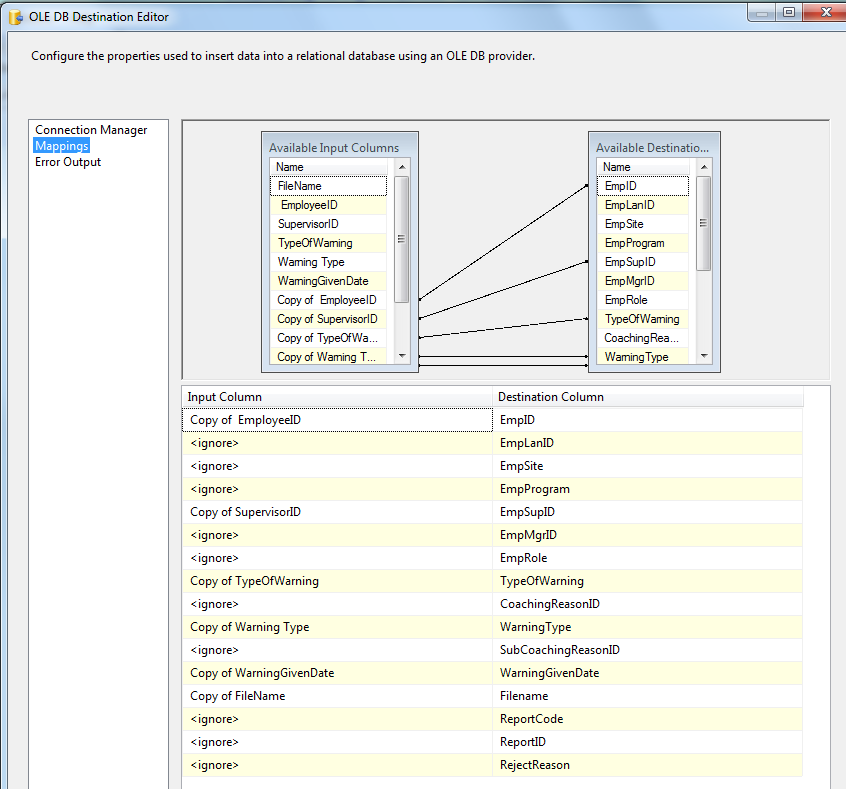 OLE DB Destination Editor
Configure the properties used to insert data into a relational database using an OLE DB provider.
Connection Manager
Mappings
Error Output
Available Input Columns
Name
FileName
EmployeeID
SupervisorID
TypeOfWarning
Warning Type
WarningGivenDate
Copy of  EmployeeID
Copy of SupervisorID
Copy of TypeOfWa...
Copy of Warning T...
Available Destinatio...
Name
EmpID
EmpLanID
EmpSite
EmpProgram
EmpSupID
EmpMgrID
EmpRole
TypeOfWarning
CoachingRea...
WarningType
Input Column Destination Column
Copy of  EmployeeID EmpID
<ignore> EmpLanID
<ignore> EmpSite
<ignore> EmpProgram
Copy of SupervisorID EmpSupID
<ignore> EmpMgrID
<ignore> EmpRole
Copy of TypeOfWarning TypeOfWarning
<ignore> CoachingReasonID
Copy of Warning Type WarningType
<ignore> SubCoachingReasonID
Copy of WarningGivenDate WarningGivenDate
Copy of FileName Filename
<ignore> ReportCode
<ignore> ReportID
<ignore> RejectReason